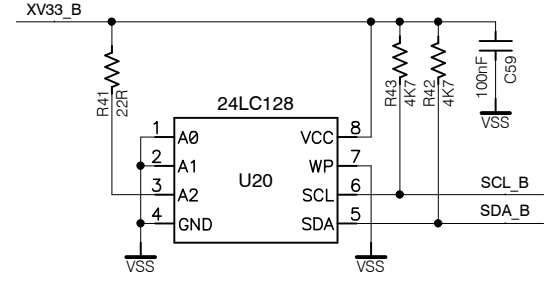 XV33_B
R41
22R
24LC128
R43
4K7
R42
4K7
100nF
C59
VSS
1 A0 VCC 8
2 A1 WP 7
U20
3 A2 SCL 6 SCL_B
4 GND SDA 5 SDA_B
VSS VSS